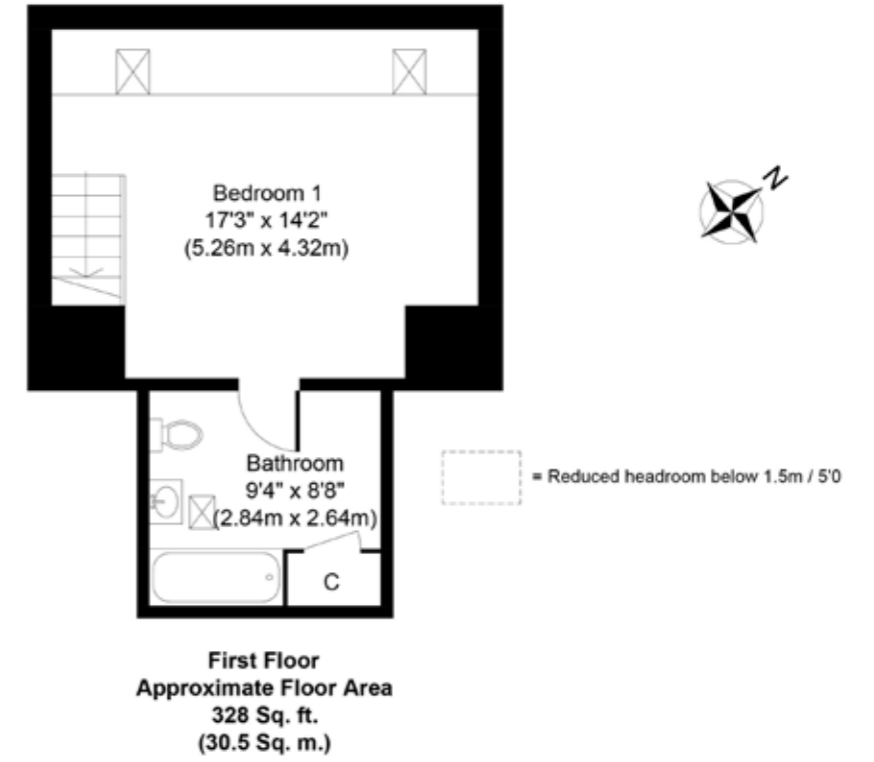 Bedroom 1
17'3" x 14'2"
(5.26m x 4.32m)
N
Bathroom
9'4" x 8'8"
(2.84m x 2.64m)
= Reduced headroom below 1.5m / 5'0
C
First Floor
Approximate Floor Area
328 Sq. ft.
(30.5 Sq. m.)